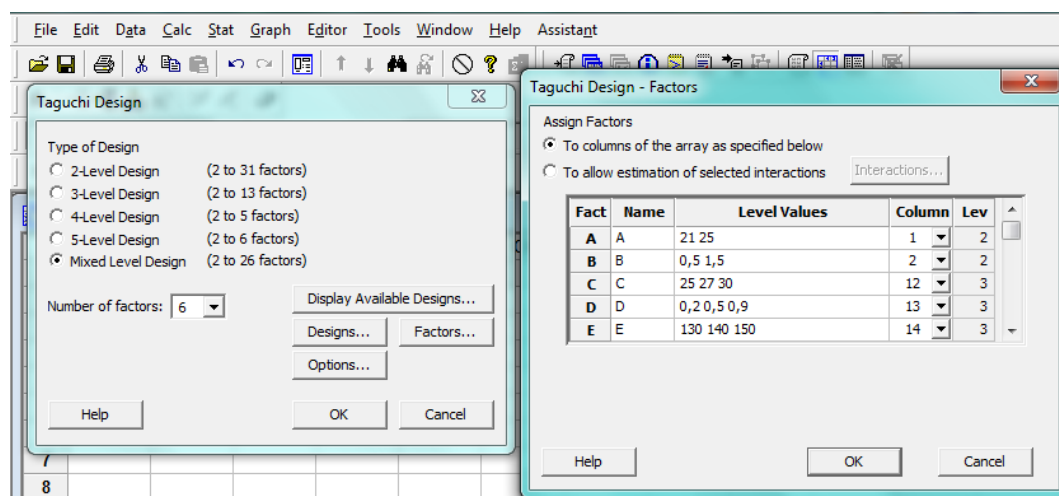 File Edit Data Calc Stat Graph Editor Tools Window Help Assistant
Taguchi Design
Type of Design
2-Level Design (2 to 31 factors)
3-Level Design (2 to 13 factors)
4-Level Design (2 to 5 factors)
5-Level Design (2 to 6 factors)
Mixed Level Design (2 to 26 factors)
Number of factors: 6
Display Available Designs...
Designs... Factors...
Options...
Help OK Cancel
7
8
Taguchi Design - Factors
Assign Factors
To columns of the array as specified below
To allow estimation of selected interactions Interactions...
Fact Name Level Values Column Lev
A A 21 25 1 2
B B 0,5 1,5 2 2
C C 25 27 30 12 3
D D 0,2 0,5 0,9 13 3
E E 130 140 150 14 3
Help OK Cancel